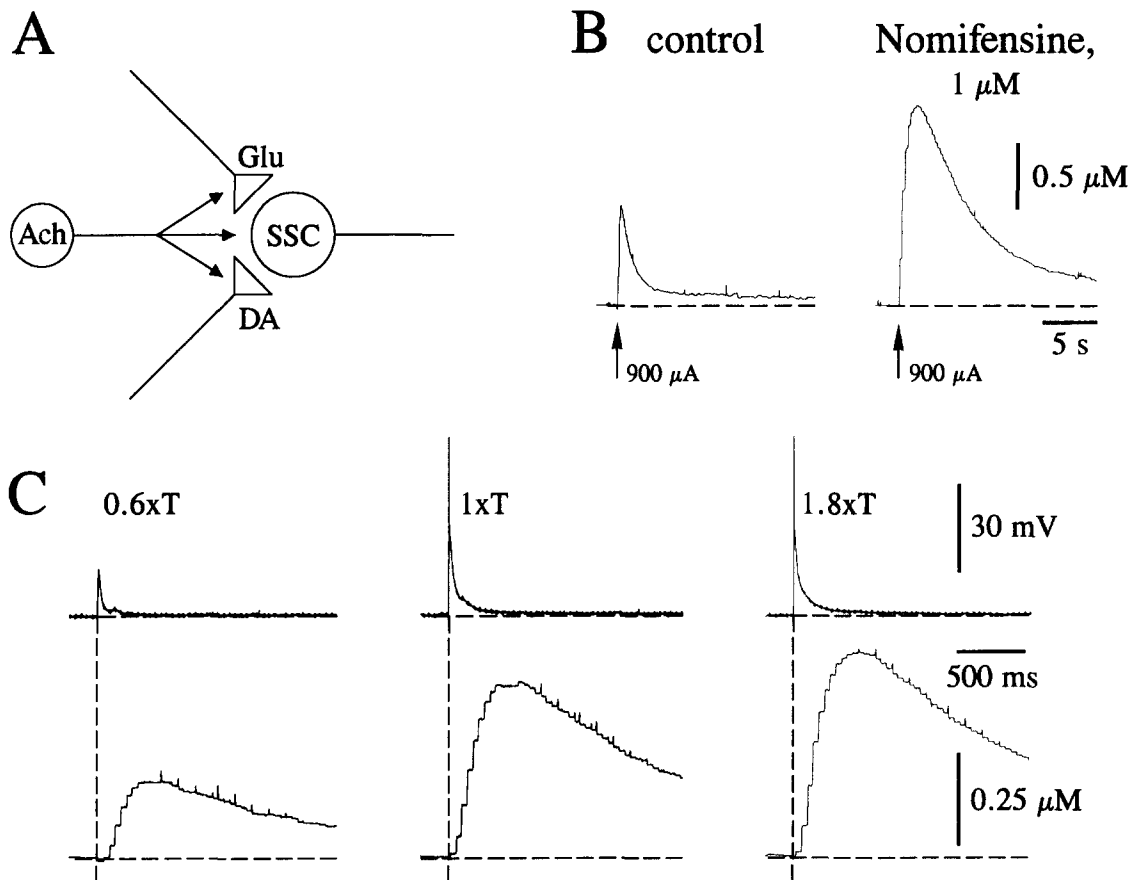 A
Glu
Ach
SSC
DA
B control Nomifensine,
1 μM
0.5 μM
5 s
900 μA
900 μA
C
0.6xT
1xT
1.8xT
30 mV
500 ms
0.25 μM